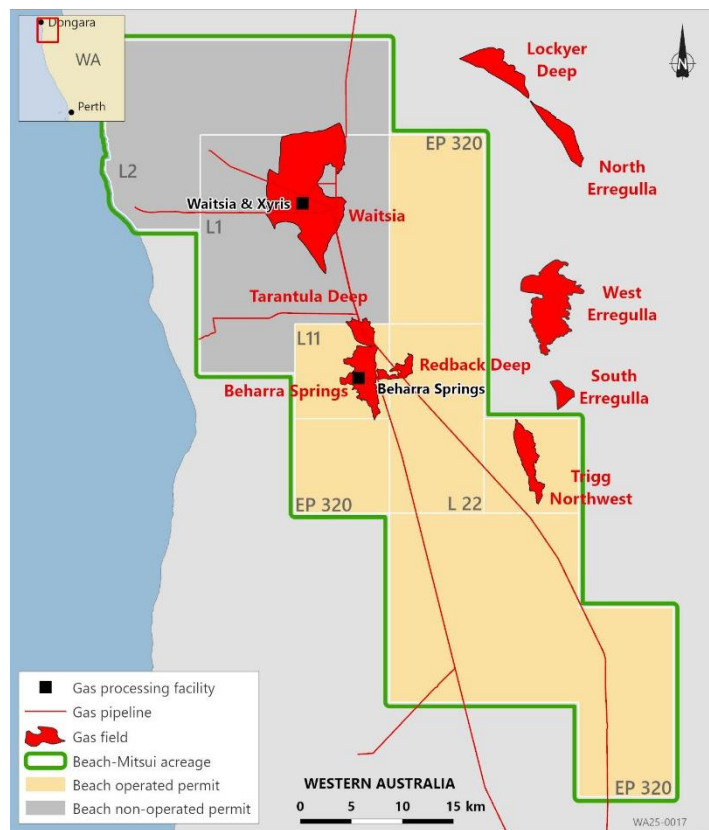 Dongara
WA
Perth
Lockyer
Deep
N
EP 320
North
Erregulla
L2
Waitsia & Xyris
L1
Waitsia
Tarantula Deep
West
Erregulla
L11
Redback Deep
Beharra Springs
Beharra Springs
South
Erregulla
Trigg
Northwest
EP 320
L 22
Gas processing facility
Gas pipeline
Gas field
Beach-Mitsui acreage
Beach operated permit
Beach non-operated permit
WESTERN AUSTRALIA
0 5 10 15 km
EP 320
WA25-0017